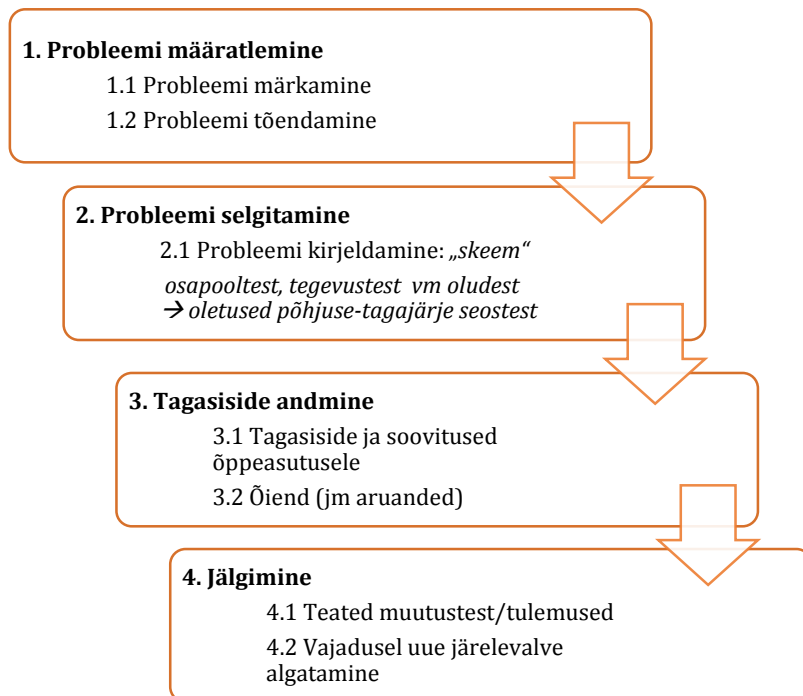 1. Probleemi määratlemine
1.1 Probleemi märkamine
1.2 Probleemi tõendamine
2. Probleemi selgitamine
2.1 Probleemi kirjeldamine: „skeem“
osapooltest, tegevustest vm oludest
→ oletused põhjuse-tagajärje seostest
3. Tagasiside andmine
3.1 Tagasiside ja soovitused
õppeasutusele
3.2 Õiend (jm aruanded)
4. Jälgimine
4.1 Teated muutustest/tulemused
4.2 Vajadusel uue järelevalve
algatamine